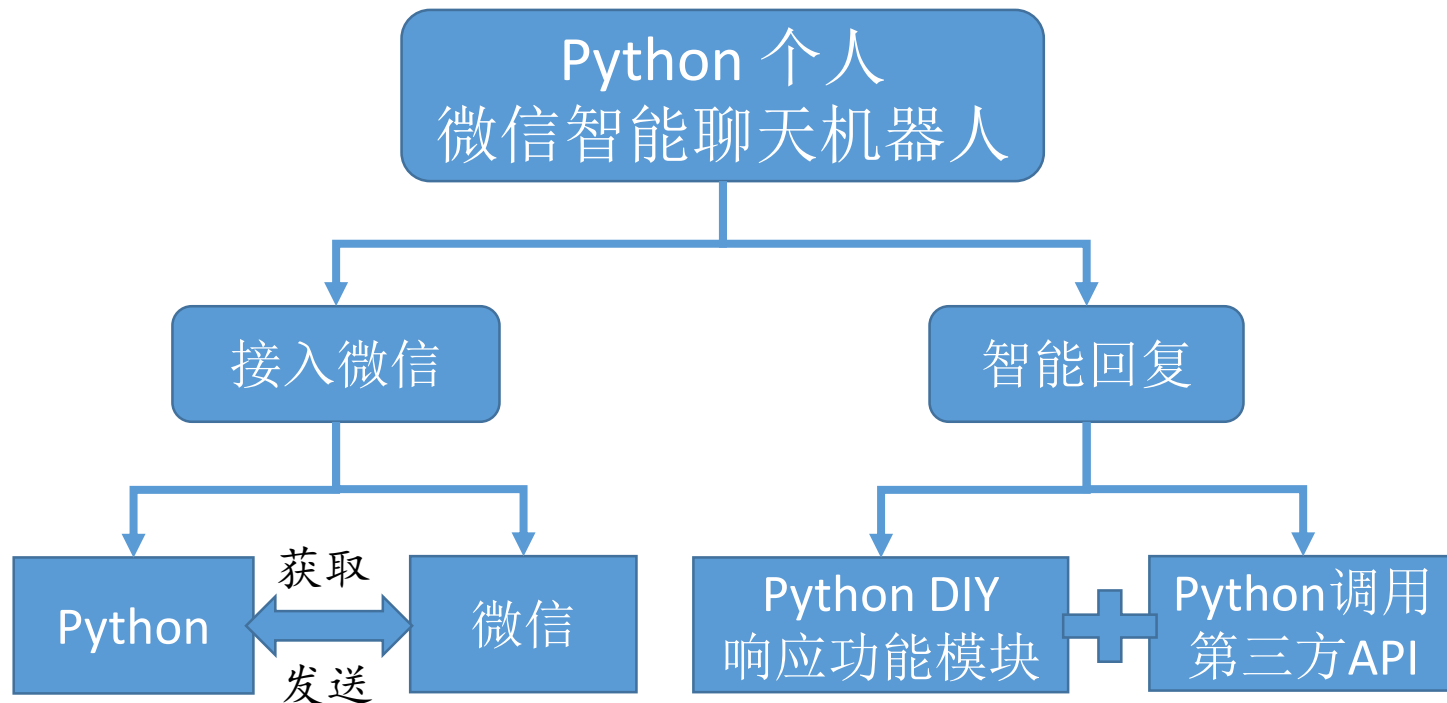 Python 个人
微信智能聊天机器人
接入微信
智能回复
获取
Python
微信
发送
Python DIY
响应功能模块
Python调用
第三方API